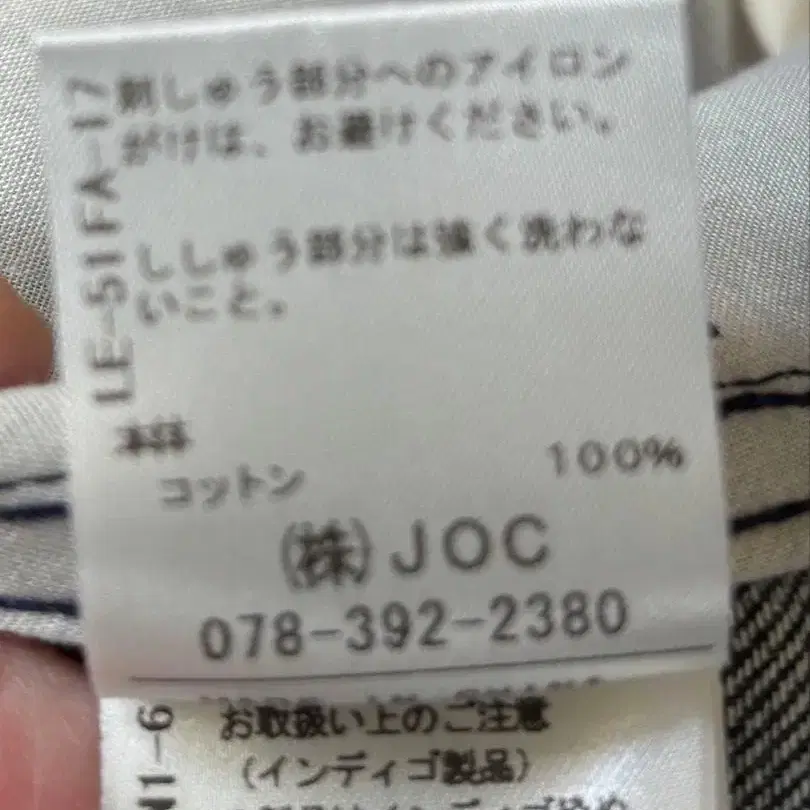 刺しゅう部分へのアイロン
がけは、お避けください。
ししゅう部分は強く洗わな
いこと。
本体
コットン 100%
(株)JOC
078-392-2380
LE-51FA-17
お取扱い上のご注意
(インディゴ製品)